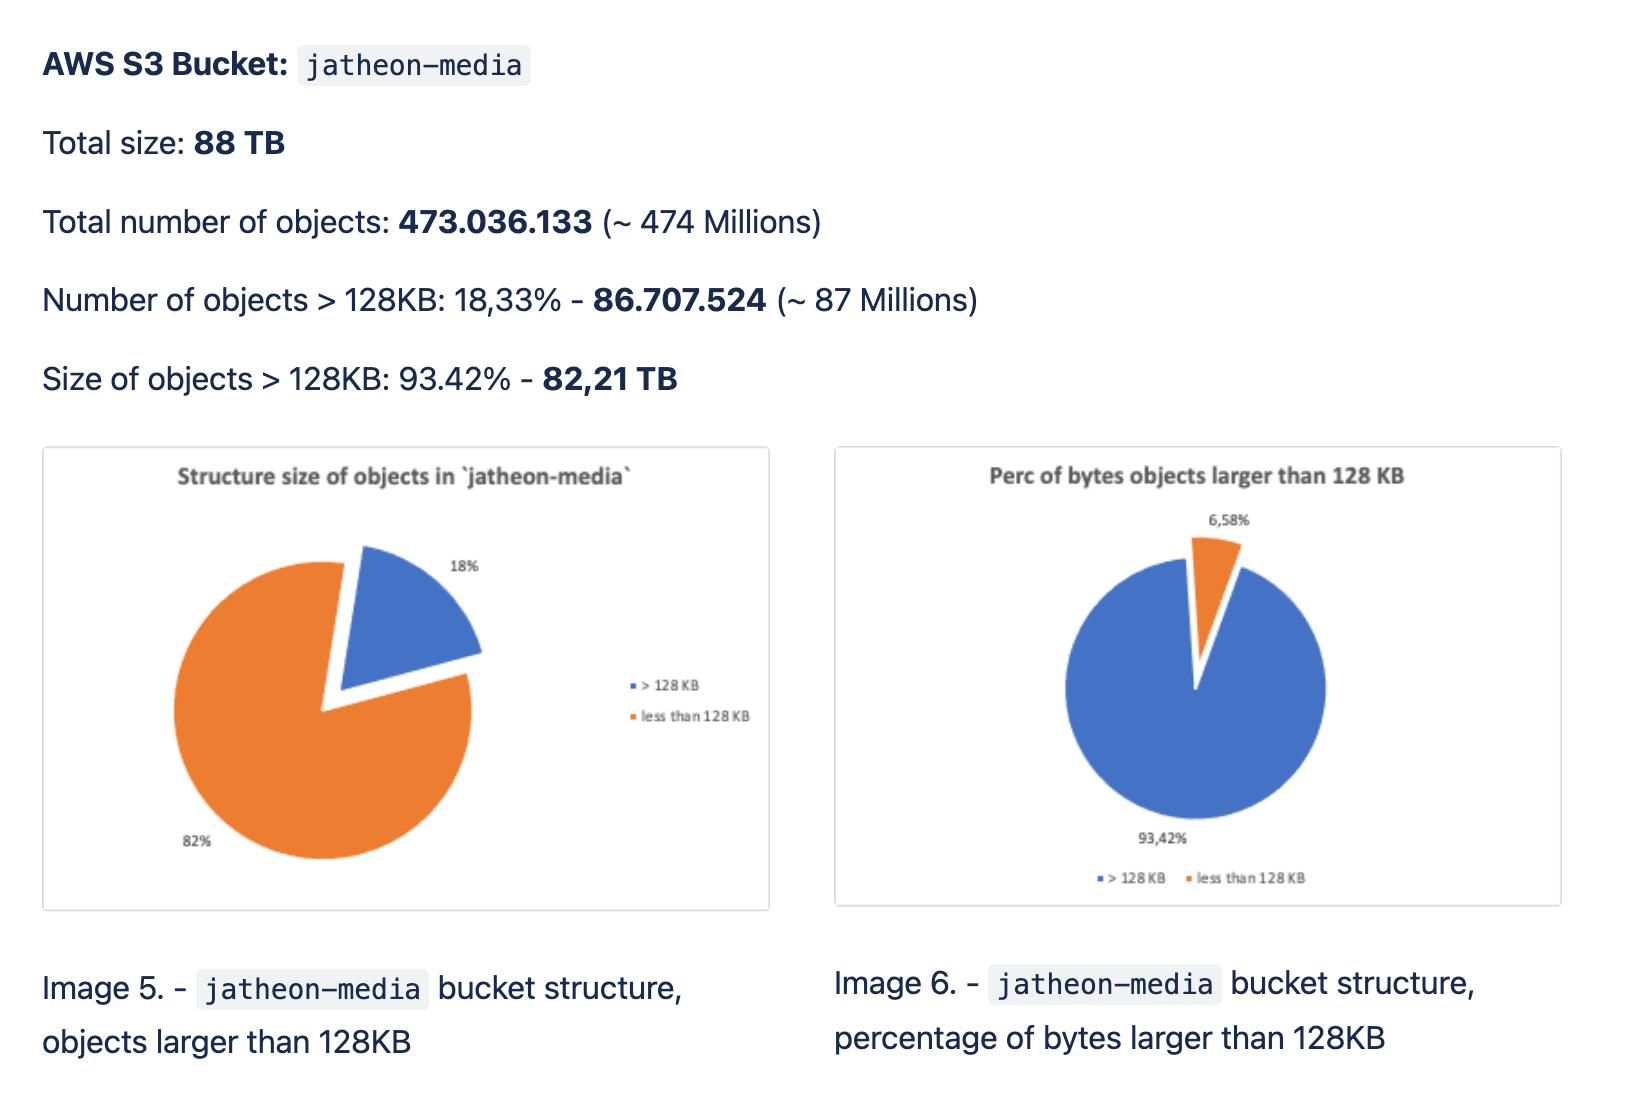 AWS S3 Bucket: jatheon-media
Total size: 88 TB
Total number of objects: 473.036.133 (~ 474 Millions)
Number of objects > 128KB: 18,33% - 86.707.524 (~ 87 Millions)
Size of objects > 128KB: 93.42% - 82,21 TB
Structure size of objects in `jatheon-media`
18%
> 128 KB
less than 128 KB
82%
Perc of bytes objects larger than 128 KB
6,58%
93,42%
> 128 KB less than 128 KB
Image 5. - jatheon-media bucket structure,
objects larger than 128KB
Image 6. - jatheon-media bucket structure,
percentage of bytes larger than 128KB